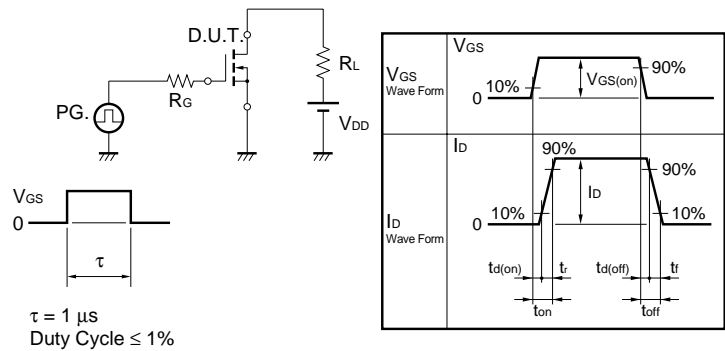 D.U.T.
RL
RG
PG.
VDD
VGS
0
τ
τ = 1 μs
Duty Cycle ≤ 1%
VGS
Wave Form
VGS
10%
VGS(on)
90%
0
ID
Wave Form
ID
90%
90%
ID
10%
10%
0
td(on) tr td(off) tf
ton toff